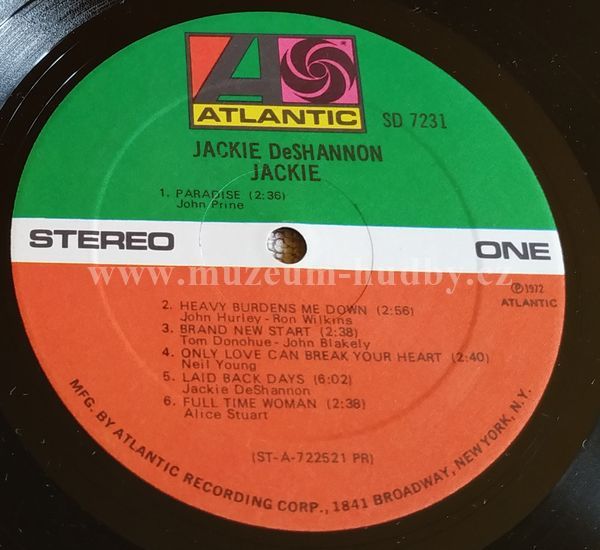 ATLANTIC
SD 7231
JACKIE DeSHANNON
JACKIE
1. PARADISE (2:36)
John Prine
STEREO
ONE
www.muzeum-hudby.cz
℗1972
ATLANTIC
2. HEAVY BURDENS ME DOWN (2:56)
John Hurley - Ron Wilkins
3. BRAND NEW START (2:38)
Tom Donohue - John Blakely
4. ONLY LOVE CAN BREAK YOUR HEART (2:40)
Neil Young
5. LAID BACK DAYS (6:02)
Jackie DeShannon
6. FULL TIME WOMAN (2:38)
Alice Stuart
(ST-A-722521 PR)
MFG. BY ATLANTIC RECORDING CORP., 1841 BROADWAY, NEW YORK, N.Y.